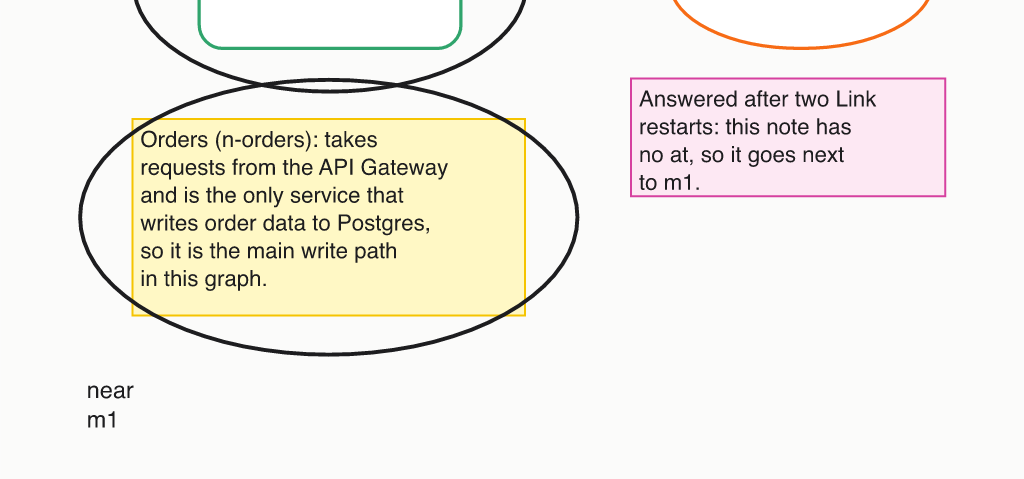 Answered after two Link
restarts: this note has
no at, so it goes next
to m1.
Orders (n-orders): takes
requests from the API Gateway
and is the only service that
writes order data to Postgres,
so it is the main write path
in this graph.
near
m1